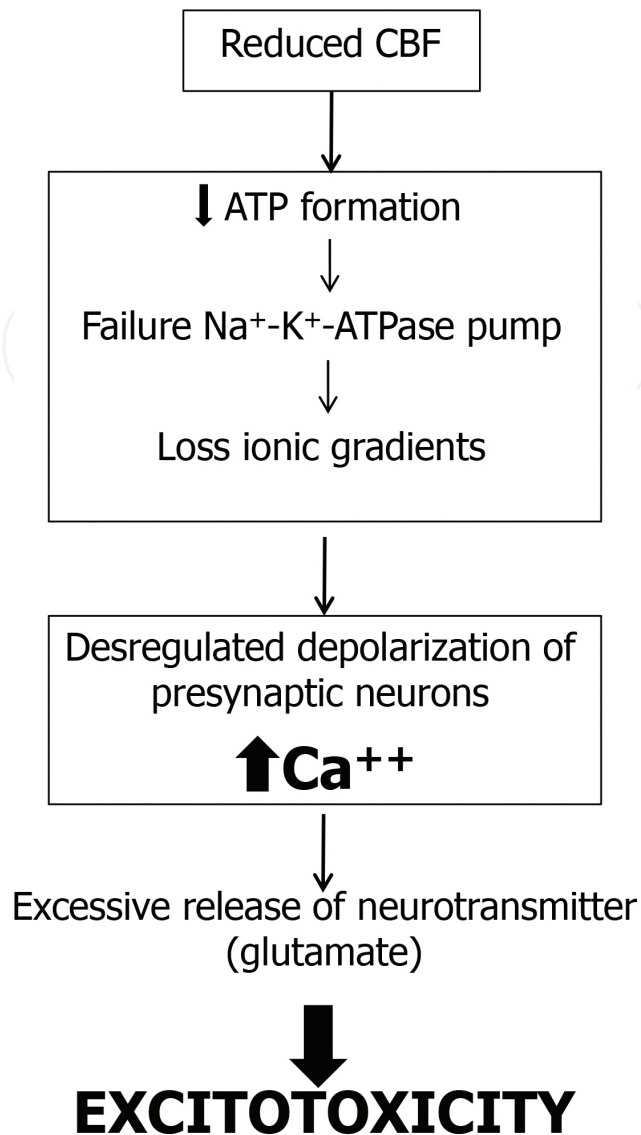 Reduced CBF
ATP formation
Failure Na⁺-K⁺-ATPase pump
Loss ionic gradients
Desregulated depolarization of
presynaptic neurons
Ca⁺⁺
Excessive release of neurotransmitter
(glutamate)
EXCITOTOXICITY